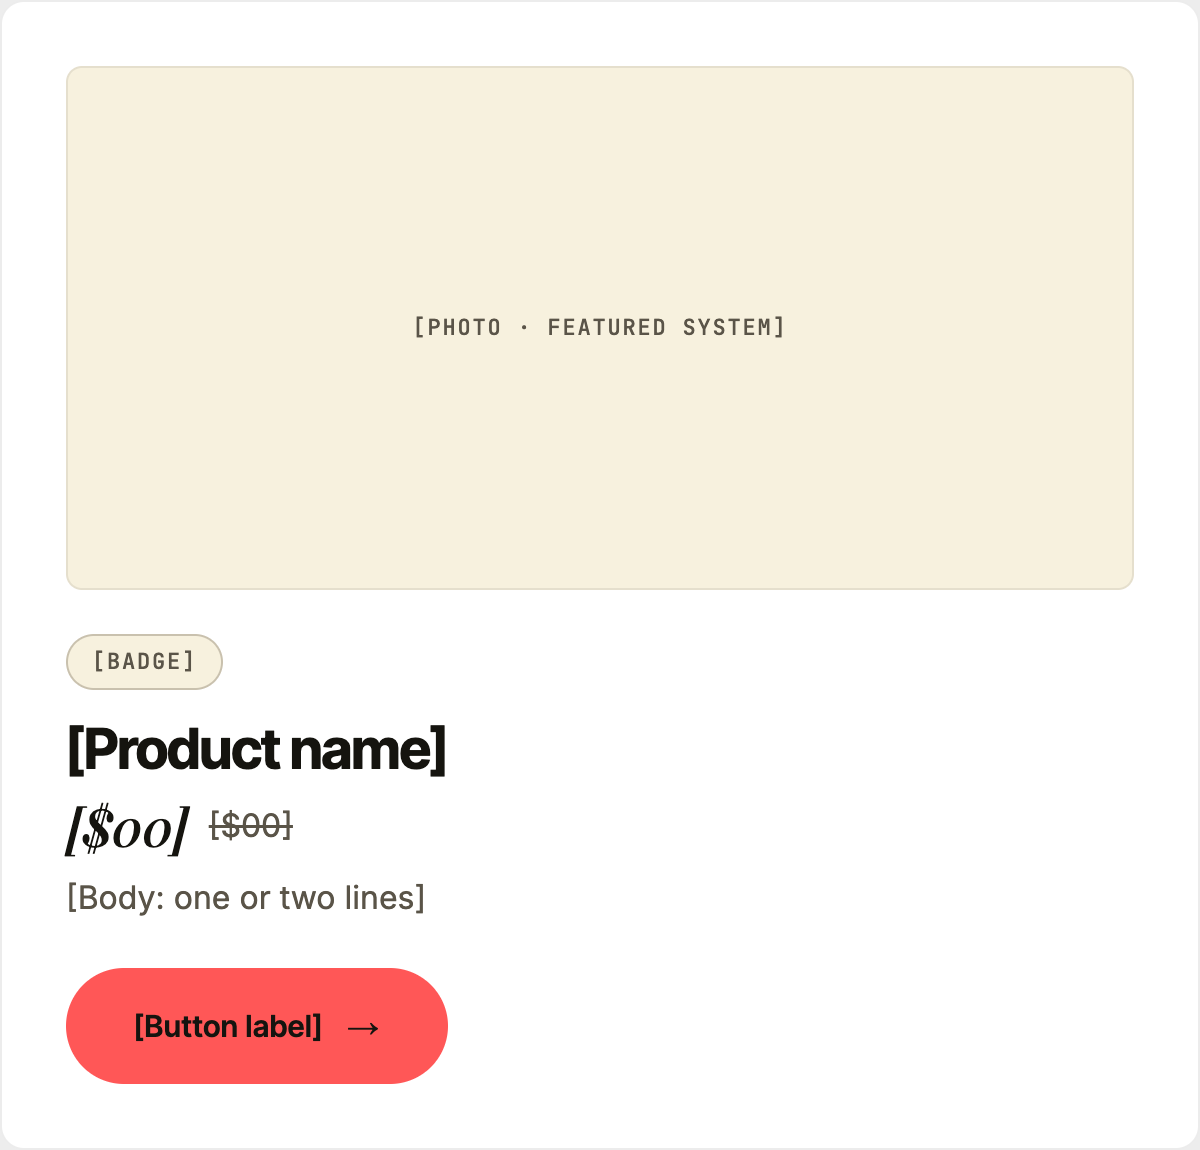 [PHOTO · FEATURED SYSTEM]
[BADGE]
[Product name]
[$00] [$00]
[Body: one or two lines]
[Button label] →